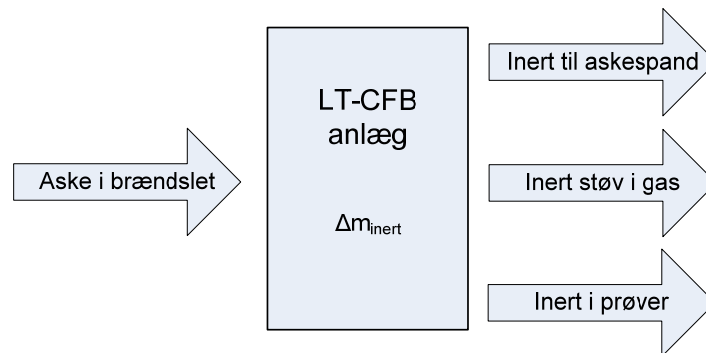 Aske i brændslet
LT-CFB
anlæg
Δm_inert
Inert til askespand
Inert støv i gas
Inert i prøver